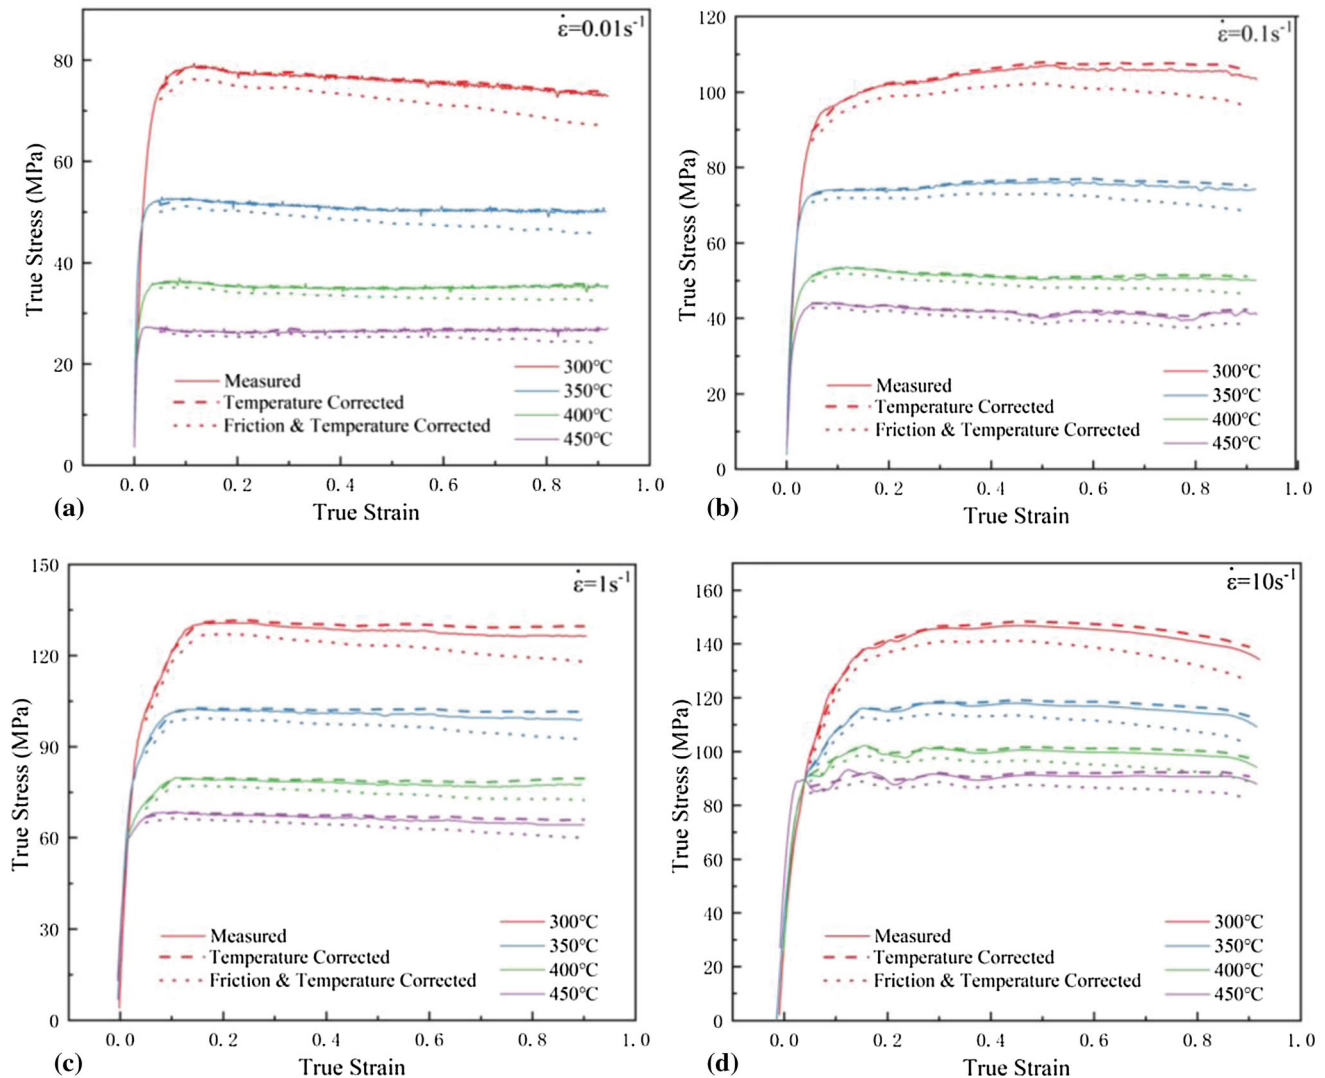 ε̇=0.01s⁻¹
True Stress (MPa)
80
60
40
20
0
Measured
Temperature Corrected
Friction & Temperature Corrected
300℃
350℃
400℃
450℃
0.0 0.2 0.4 0.6 0.8 1.0
True Strain
(a)
ε̇=0.1s⁻¹
True Stress (MPa)
120
100
80
60
40
20
0
Measured
Temperature Corrected
Friction & Temperature Corrected
300℃
350℃
400℃
450℃
0.0 0.2 0.4 0.6 0.8 1.0
True Strain
(b)
ε̇=1s⁻¹
True Stress (MPa)
150
120
90
60
30
0
Measured
Temperature Corrected
Friction & Temperature Corrected
300℃
350℃
400℃
450℃
0.0 0.2 0.4 0.6 0.8 1.0
True Strain
(c)
ε̇=10s⁻¹
True Stress (MPa)
160
140
120
100
80
60
40
20
0
Measured
Temperature Corrected
Friction & Temperature Corrected
300℃
350℃
400℃
450℃
0.0 0.2 0.4 0.6 0.8 1.0
True Strain
(d)